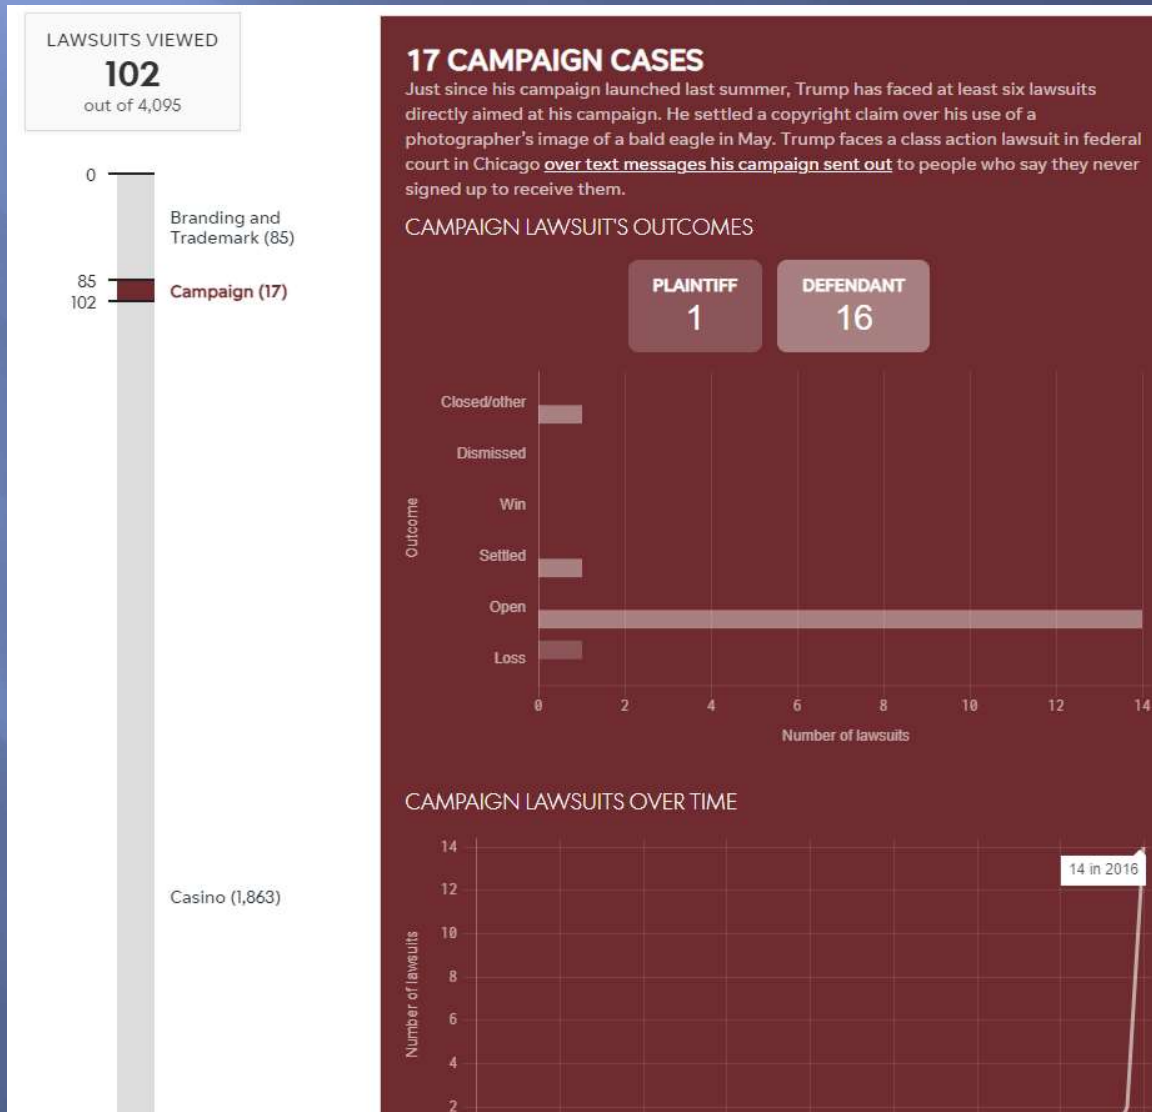 LAWSUITS VIEWED
102
out of 4,095
0
Branding and
Trademark (85)
85
Campaign (17)
102
Casino (1,863)
17 CAMPAIGN CASES
Just since his campaign launched last summer, Trump has faced at least six lawsuits
directly aimed at his campaign. He settled a copyright claim over his use of a
photographer's image of a bald eagle in May. Trump faces a class action lawsuit in federal
court in Chicago over text messages his campaign sent out to people who say they never
signed up to receive them.
CAMPAIGN LAWSUIT'S OUTCOMES
PLAINTIFF
1
DEFENDANT
16
Outcome
Closed/other
Dismissed
Win
Settled
Open
Loss
0 2 4 6 8 10 12 14
Number of lawsuits
CAMPAIGN LAWSUITS OVER TIME
Number of lawsuits
14
14 in 2016
12
10
8
6
4
2